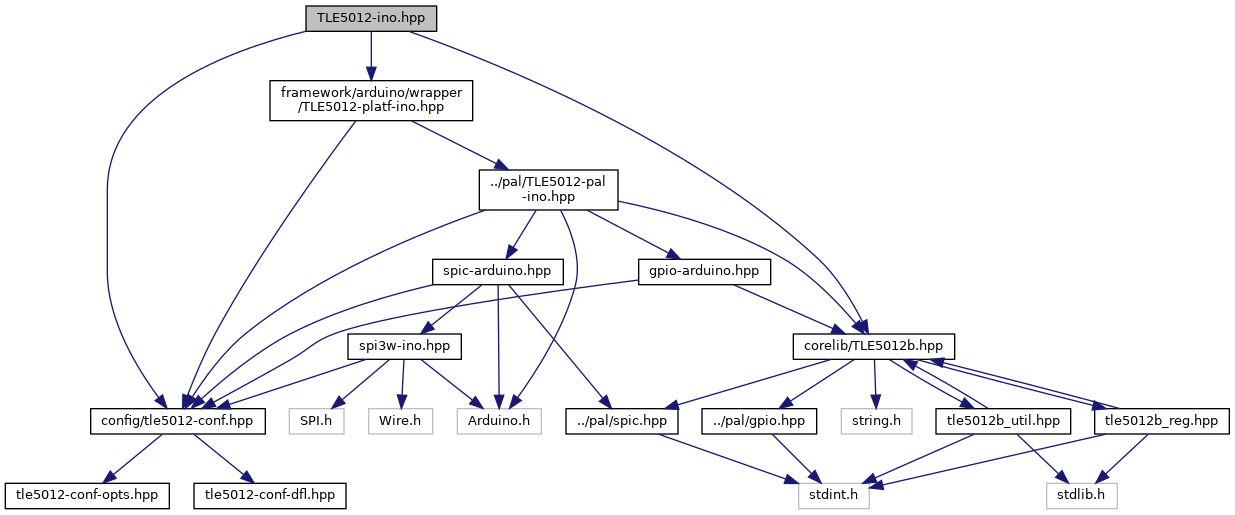 TLE5012-ino.hpp
framework/arduino/wrapper
/TLE5012-platf-ino.hpp
../pal/TLE5012-pal
-ino.hpp
spic-arduino.hpp
gpio-arduino.hpp
spi3w-ino.hpp
corelib/TLE5012b.hpp
config/tle5012-conf.hpp
SPI.h
Wire.h
Arduino.h
../pal/spic.hpp
../pal/gpio.hpp
string.h
tle5012b_util.hpp
tle5012b_reg.hpp
tle5012-conf-opts.hpp
tle5012-conf-dfl.hpp
stdint.h
stdlib.h